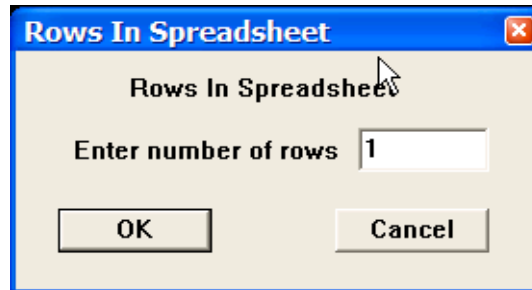 Rows In Spreadsheet
Rows In Spreadsheet
Enter number of rows 1
OK Cancel